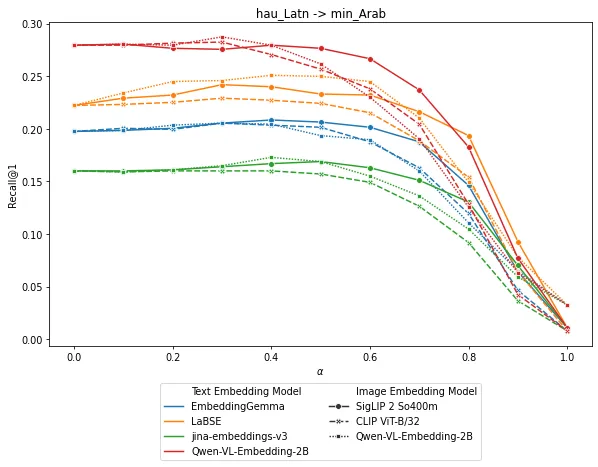 hau_Latn -> min_Arab
0.30
0.25
0.20
0.15
0.10
0.05
0.00
Recall@1
0.0 0.2 0.4 0.6 0.8 1.0
α
Text Embedding Model Image Embedding Model
EmbeddingGemma SigLIP 2 So400m
LaBSE CLIP ViT-B/32
jina-embeddings-v3 Qwen-VL-Embedding-2B
Qwen-VL-Embedding-2B